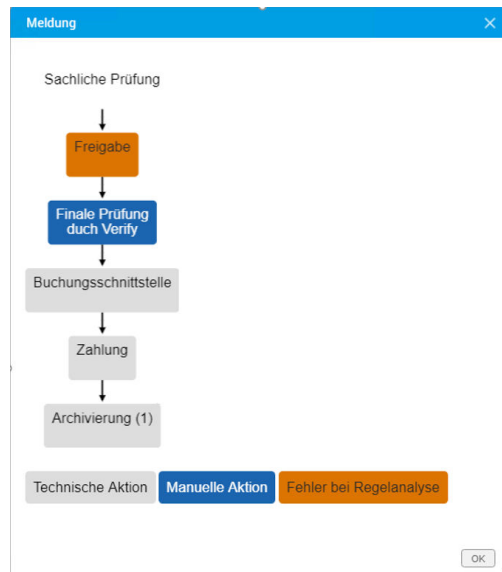 Meldung
Sachliche Prüfung
Freigabe
Finale Prüfung
duch Verify
Buchungsschnittstelle
Zahlung
Archivierung (1)
Technische Aktion
Manuelle Aktion
Fehler bei Regelanalyse
OK